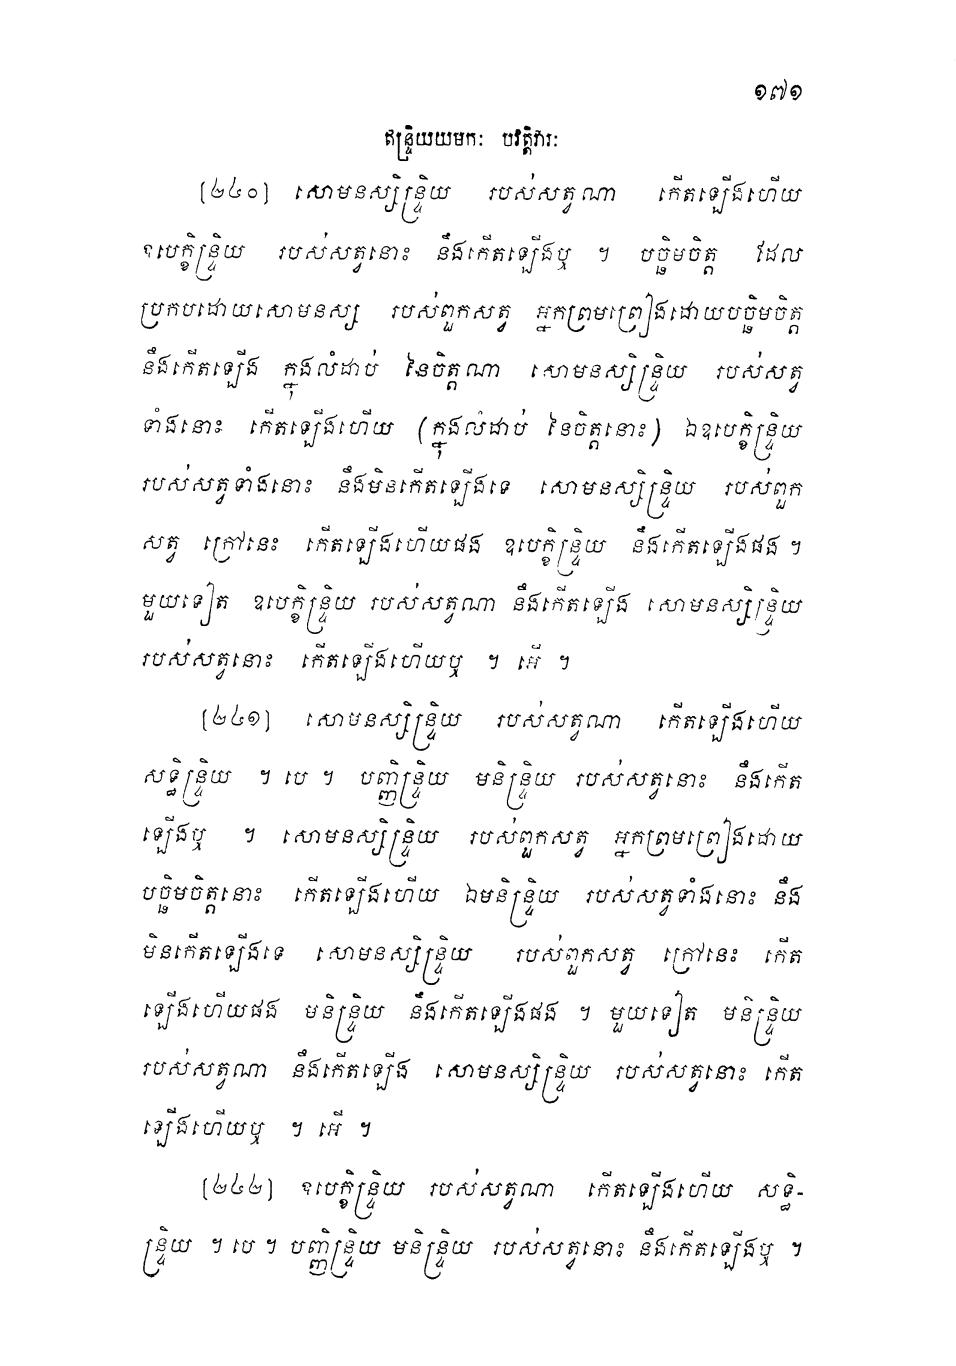 ១៧១
ឥន្ទ្រិយយមកៈ បវត្តិវារៈ
(២៤០) សោមនស្សិន្ទ្រិយ របស់សត្វណា កើតឡើងហើយ
ឧបេក្ខិន្ទ្រិយ របស់សត្វនោះ នឹងកើតឡើងឬ ។ បច្ឆិមចិត្ត ដែល
ប្រកបដោយសោមនស្ស របស់ពួកសត្វ អ្នកព្រមព្រៀងដោយបច្ឆិមចិត្ត
នឹងកើតឡើង ក្នុងលំដាប់ នៃចិត្តណា សោមនស្សិន្ទ្រិយ របស់សត្វ
ទាំងនោះ កើតឡើងហើយ (ក្នុងលំដាប់ នៃចិត្តនោះ) ឯឧបេក្ខិន្ទ្រិយ
របស់សត្វទាំងនោះ នឹងមិនកើតឡើងទេ សោមនស្សិន្ទ្រិយ របស់ពួក
សត្វ ក្រៅនេះ កើតឡើងហើយផង ឧបេក្ខិន្ទ្រិយ នឹងកើតឡើងផង ។
មួយទៀត ឧបេក្ខិន្ទ្រិយ របស់សត្វណា នឹងកើតឡើង សោមនស្សិន្ទ្រិយ
របស់សត្វនោះ កើតឡើងហើយឬ ។ អើ ។
(២៤១) សោមនស្សិន្ទ្រិយ របស់សត្វណា កើតឡើងហើយ
សទ្ធិន្ទ្រិយ ។ បេ ។ បញ្ញិន្ទ្រិយ មនិន្ទ្រិយ របស់សត្វនោះ នឹងកើត
ឡើងឬ ។ សោមនស្សិន្ទ្រិយ របស់ពួកសត្វ អ្នកព្រមព្រៀងដោយ
បច្ឆិមចិត្តនោះ កើតឡើងហើយ ឯមនិន្ទ្រិយ របស់សត្វទាំងនោះ នឹង
មិនកើតឡើងទេ សោមនស្សិន្ទ្រិយ របស់ពួកសត្វ ក្រៅនេះ កើត
ឡើងហើយផង មនិន្ទ្រិយ នឹងកើតឡើងផង ។ មួយទៀត មនិន្ទ្រិយ
របស់សត្វណា នឹងកើតឡើង សោមនស្សិន្ទ្រិយ របស់សត្វនោះ កើត
ឡើងហើយឬ ។ អើ ។
(២៤២) ឧបេក្ខិន្ទ្រិយ របស់សត្វណា កើតឡើងហើយ សទ្ធិ-
ន្ទ្រិយ ។ បេ ។ បញ្ញិន្ទ្រិយ មនិន្ទ្រិយ របស់សត្វនោះ នឹងកើតឡើងឬ ។